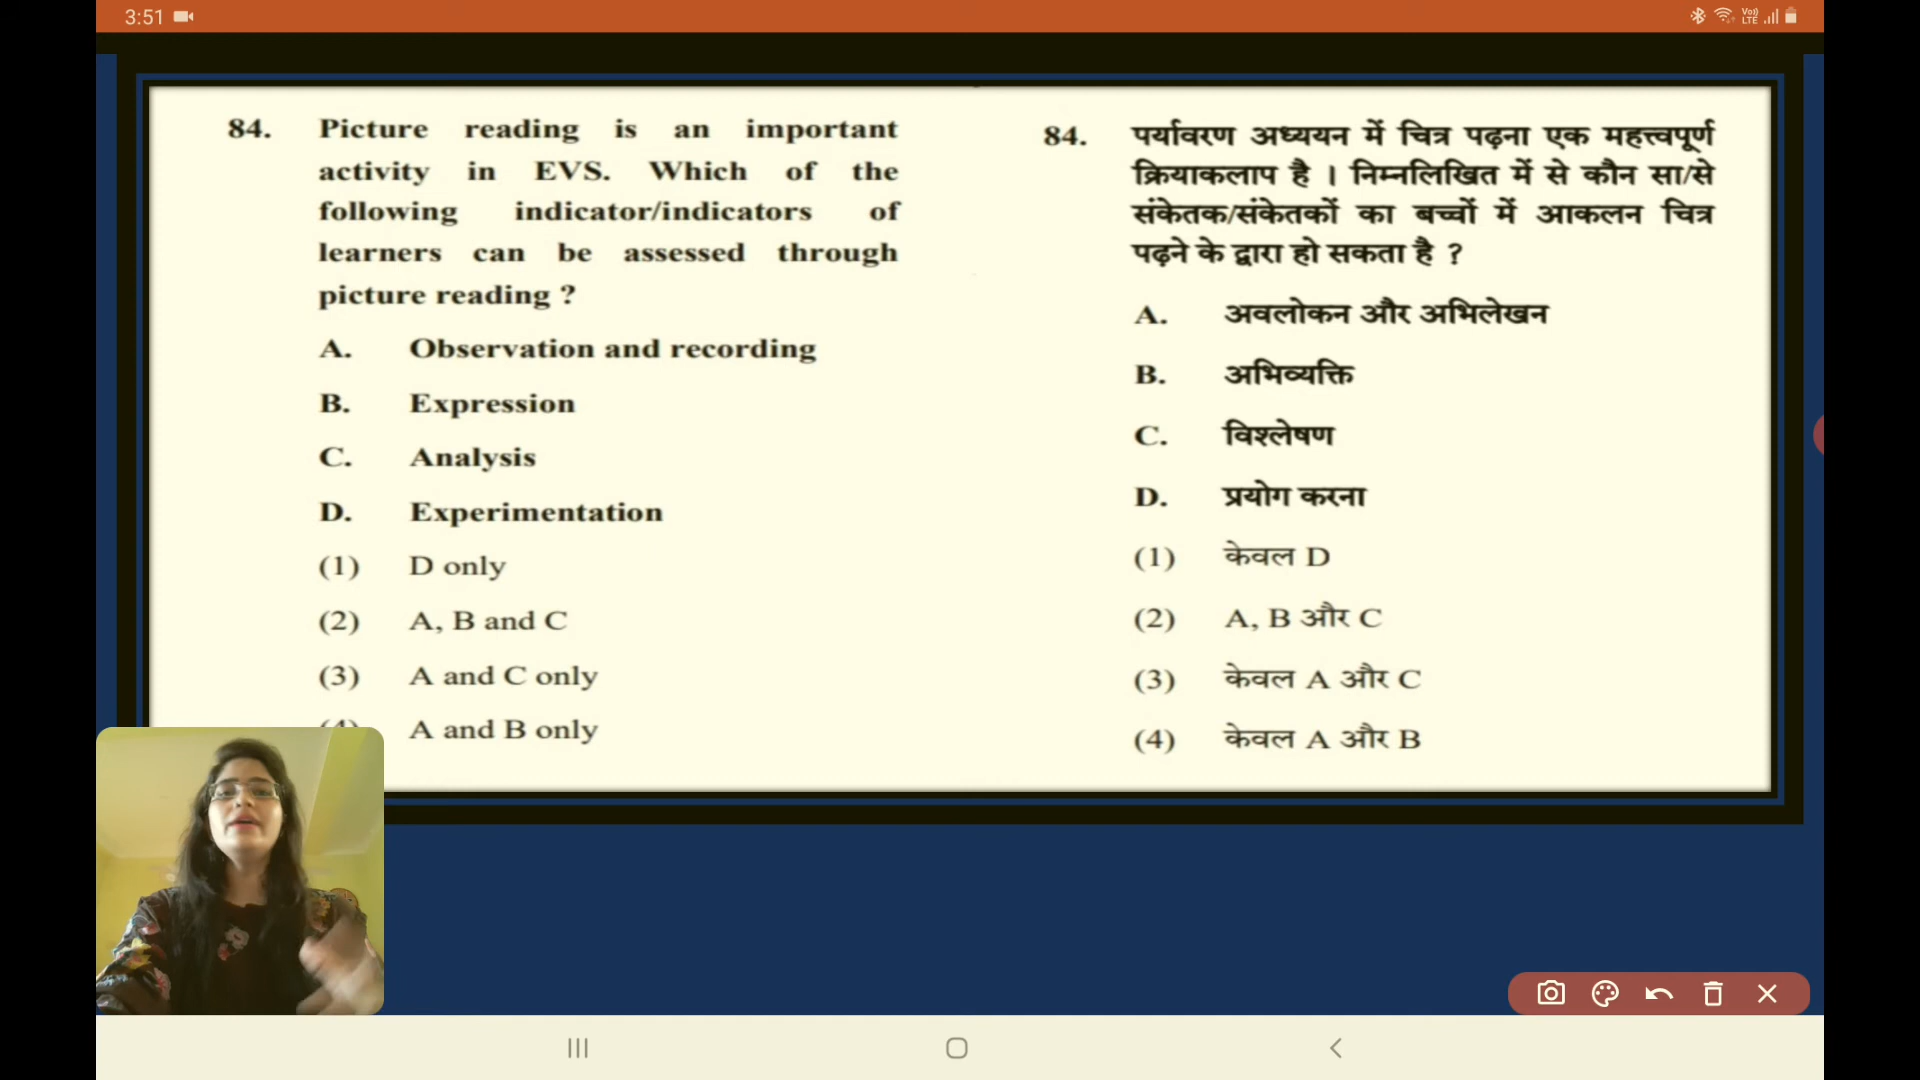 3:51
Vo)) LTE
84. Picture reading is an important
activity in EVS. Which of the
following indicator/indicators of
learners can be assessed through
picture reading ?
A. Observation and recording
B. Expression
C. Analysis
D. Experimentation
(1) D only
(2) A, B and C
(3) A and C only
A and B only
84. पर्यावरण अध्ययन में चित्र पढ़ना एक महत्त्वपूर्ण
क्रियाकलाप है । निम्नलिखित में से कौन सा/से
संकेतक/संकेतकों का बच्चों में आकलन चित्र
पढ़ने के द्वारा हो सकता है ?
A. अवलोकन और अभिलेखन
B. अभिव्यक्ति
C. विश्लेषण
D. प्रयोग करना
(1) केवल D
(2) A, B और C
(3) केवल A और C
(4) केवल A और B